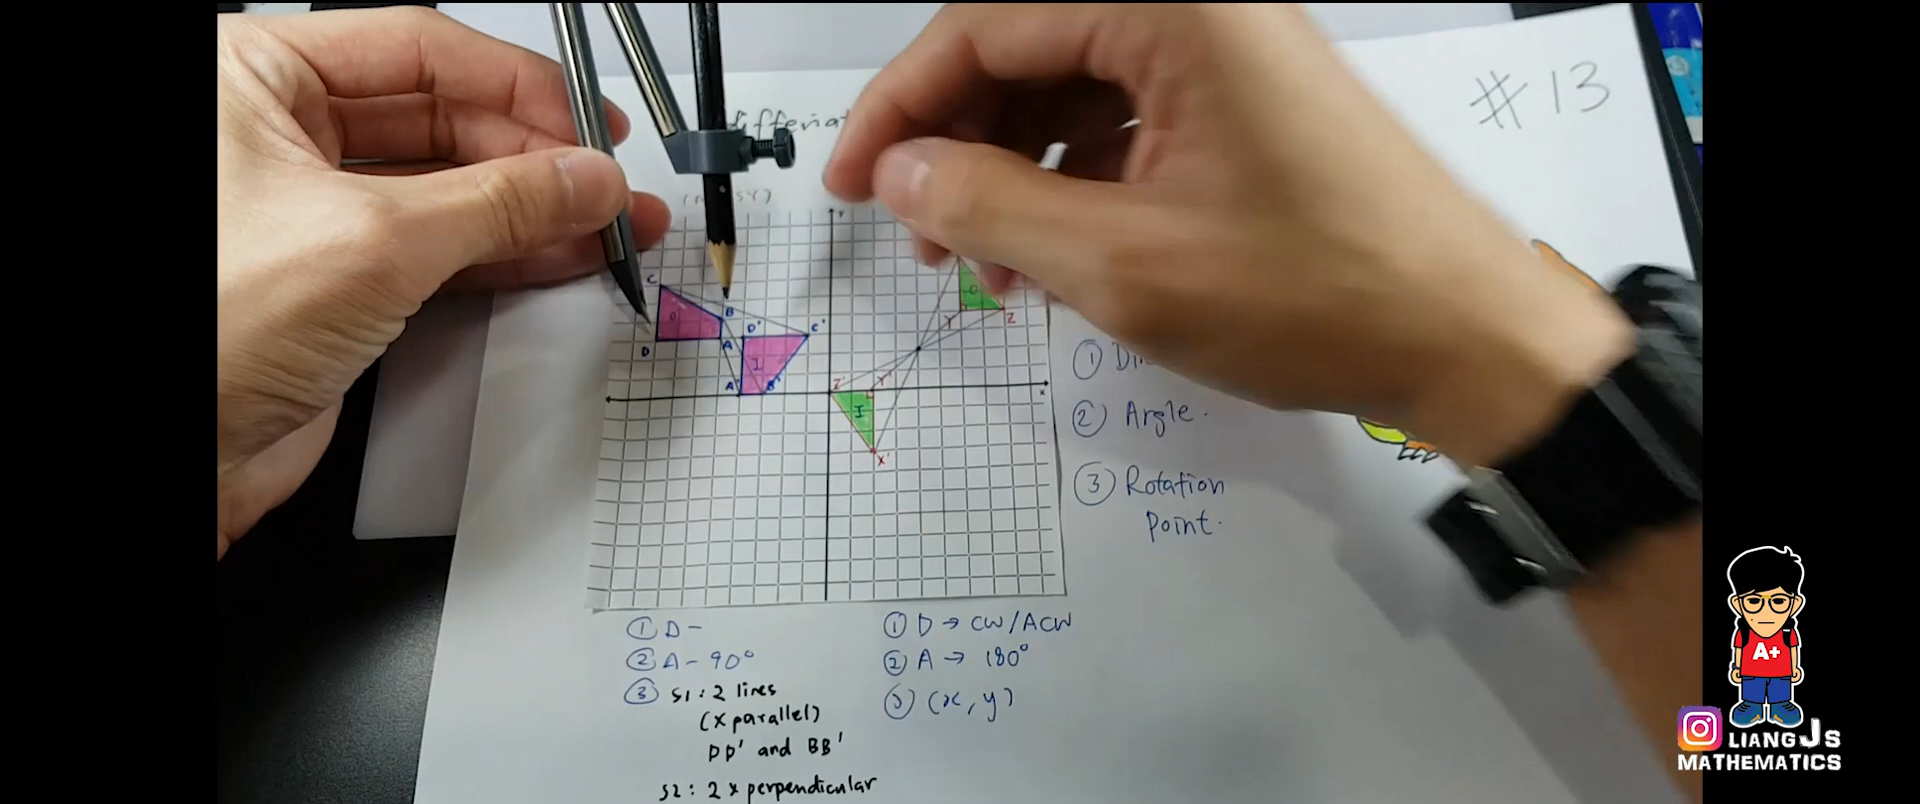 # 13
C
B
D
A
D'
C'
I
A'
B'
Z
Y
O
Z'
Y'
I
X'
x
①
② Angle.
③ Rotation
Point.
① D -
② A - 90°
③ S1 : 2 lines
(x parallel)
DD' and BB'
S2 : 2 x perpendicular
① D → CW/ACW
② A → 180°
③ (x, y)
A+
LIANGJS
MATHEMATICS